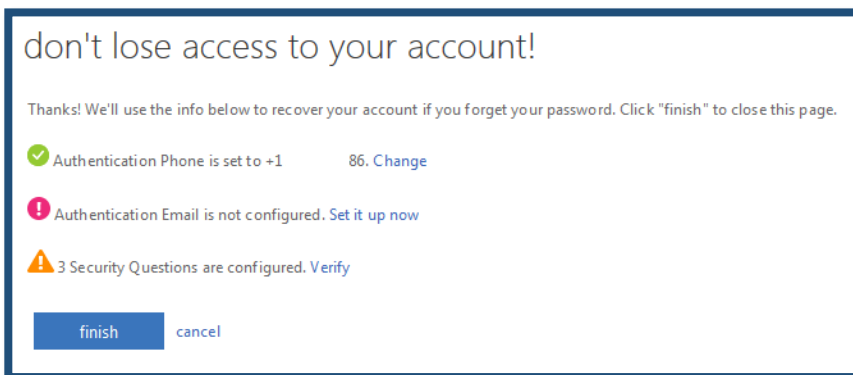 don't lose access to your account!
Thanks! We'll use the info below to recover your account if you forget your password. Click "finish" to close this page.
Authentication Phone is set to +1 86. Change
Authentication Email is not configured. Set it up now
3 Security Questions are configured. Verify
finish cancel